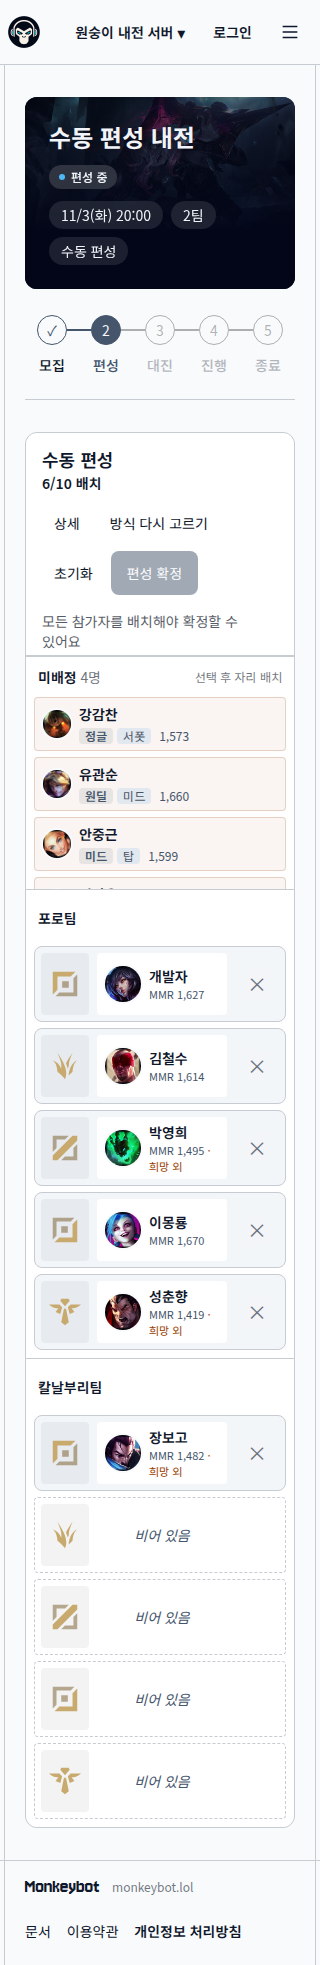 원숭이 내전 서버 ▾
로그인
수동 편성 내전
편성 중
11/3(화) 20:00
2팀
수동 편성
✓ 2 3 4 5
모집 편성 대진 진행 종료
수동 편성
6/10 배치
상세
방식 다시 고르기
초기화
편성 확정
모든 참가자를 배치해야 확정할 수
있어요
미배정 4명
선택 후 자리 배치
강감찬
정글 서폿 1,573
유관순
원딜 미드 1,660
안중근
미드 탑 1,599
포로팀
개발자
MMR 1,627
김철수
MMR 1,614
박영희
MMR 1,495 ·
희망 외
이몽룡
MMR 1,670
성춘향
MMR 1,419 ·
희망 외
칼날부리팀
장보고
MMR 1,482 ·
희망 외
비어 있음
비어 있음
비어 있음
비어 있음
Monkeybot monkeybot.lol
문서 이용약관 개인정보 처리방침